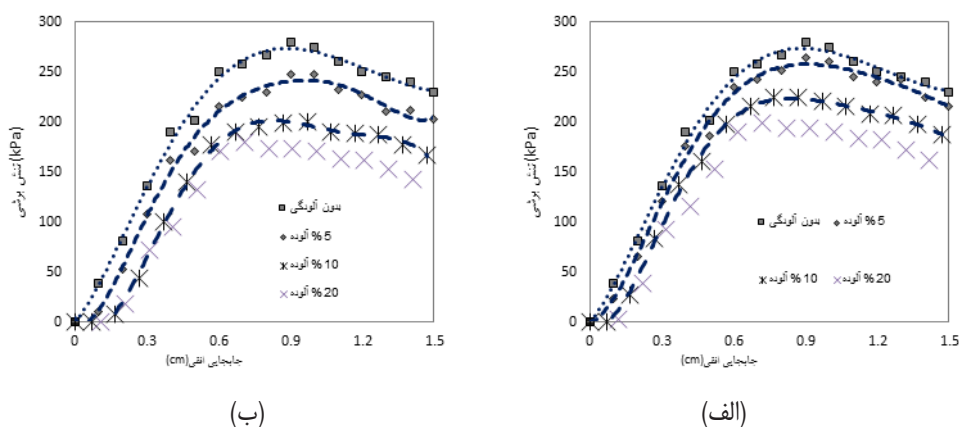 300
250
200
150
100
50
0
تنش برشی (kPa)
بدون آلودگی
5 % آلوده
10 % آلوده
20 % آلوده
0 0.3 0.6 0.9 1.2 1.5
جابجایی افقی(cm)
(الف)
300
250
200
150
100
50
0
تنش برشی (kPa)
بدون آلودگی
5 % آلوده
10 % آلوده
20 % آلوده
0 0.3 0.6 0.9 1.2 1.5
جابجایی افقی(cm)
(ب)